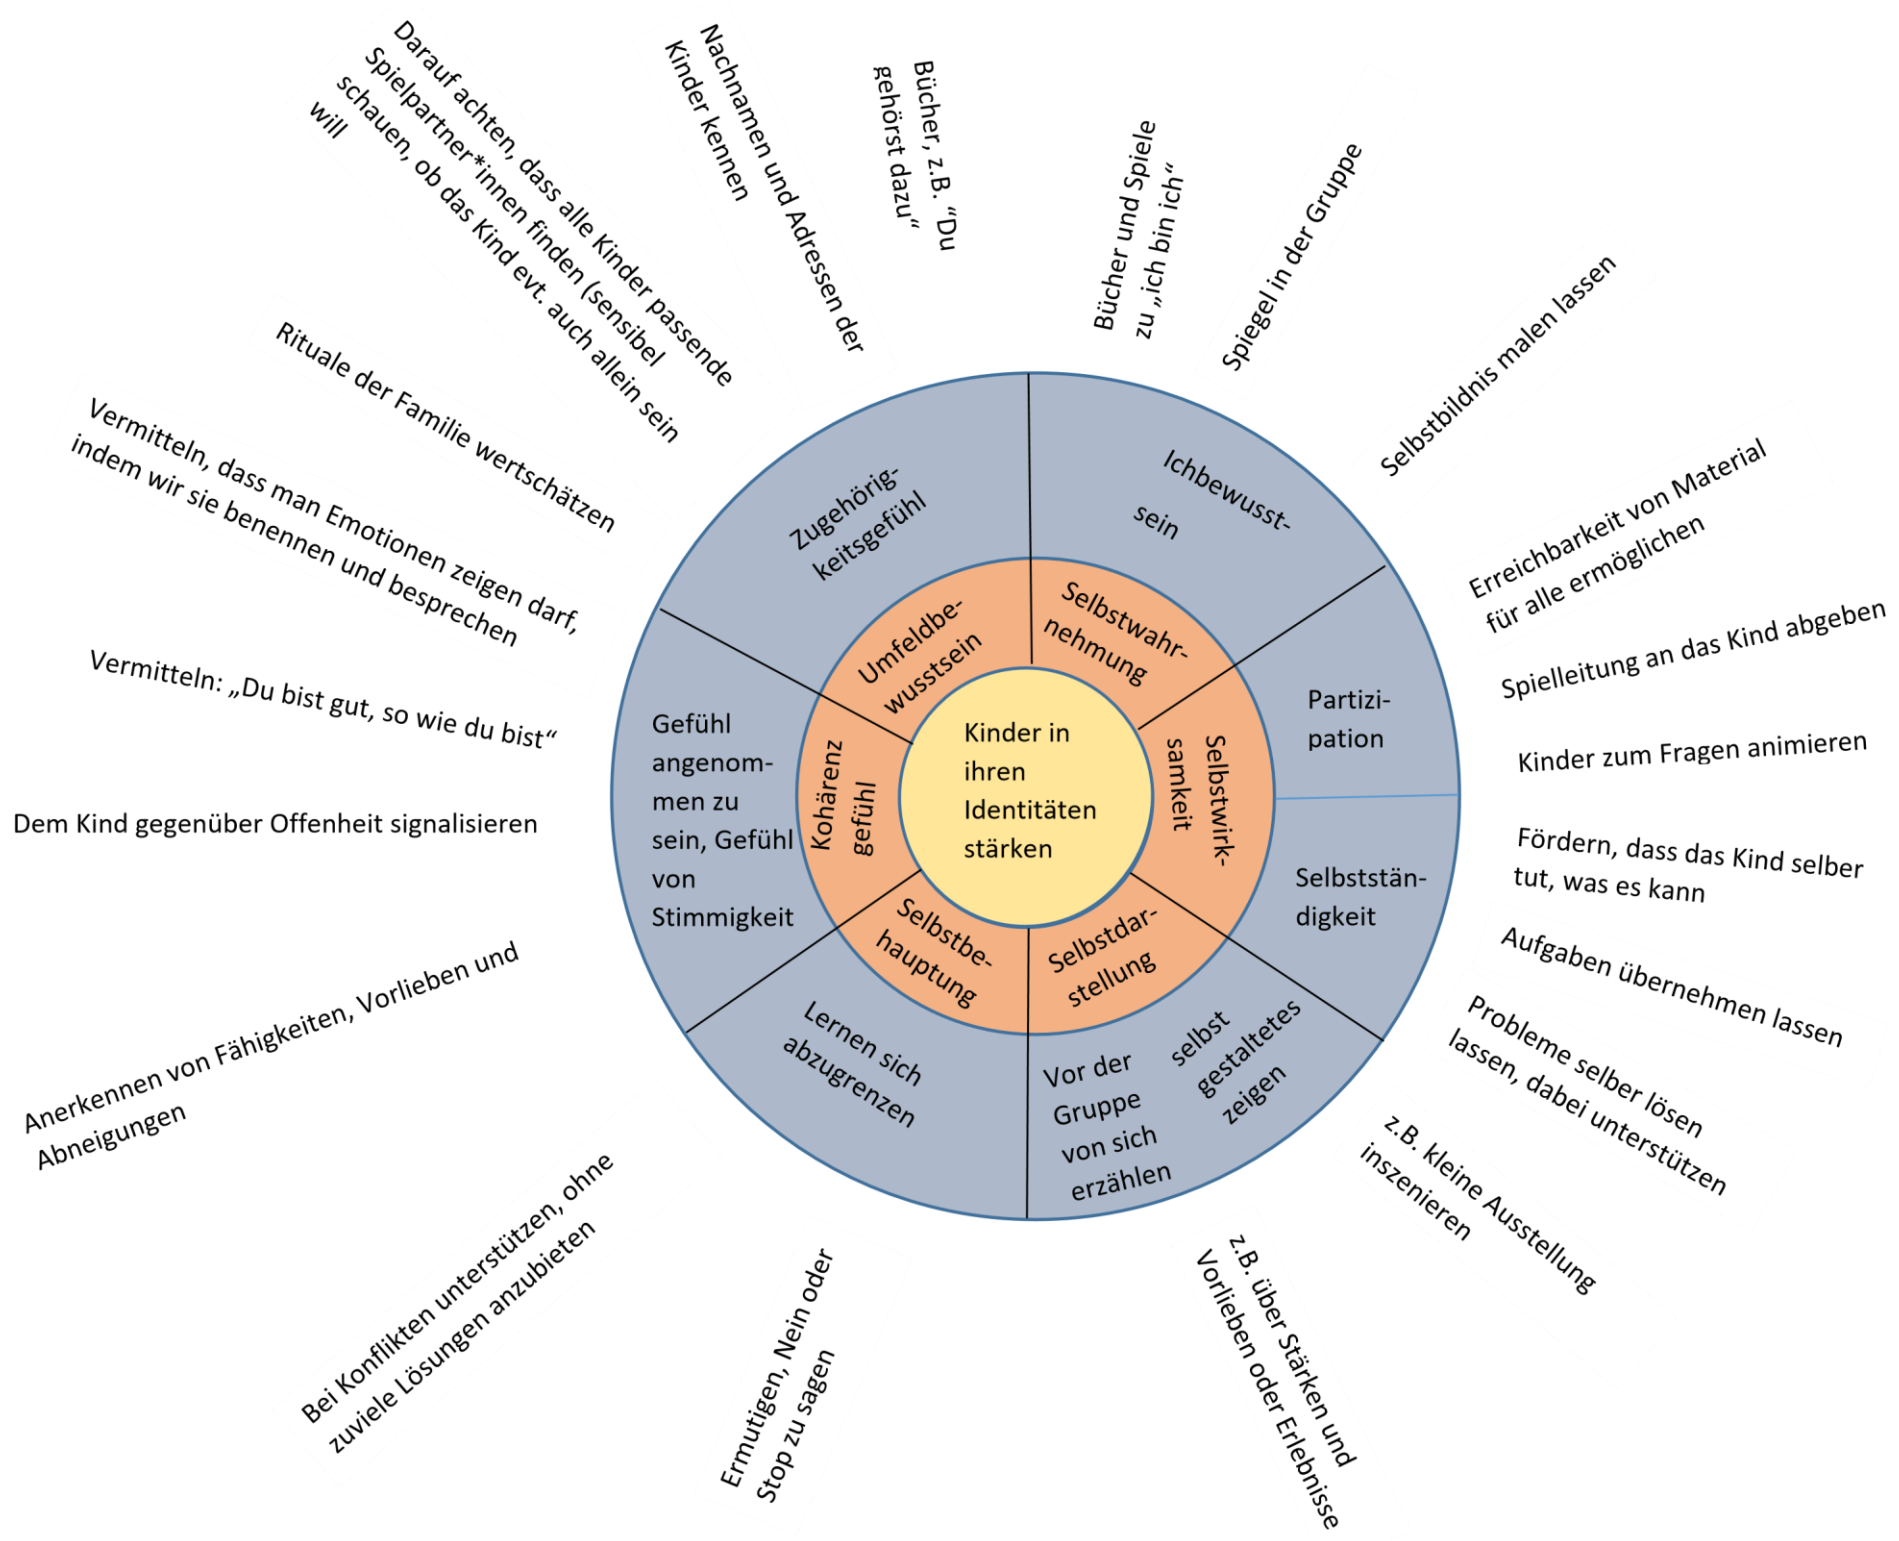 Kinder in
ihren
Identitäten
stärken
Selbstwahr-
nehmung
Selbstwirk-
samkeit
Selbstdar-
stellung
Selbstbe-
hauptung
Kohärenz
gefühl
Umfeldbe-
wusstsein
Ichbewusst-
sein
Partizi-
pation
Selbststän-
digkeit
selbst
gestaltetes
zeigen
Vor der
Gruppe
von sich
erzählen
Lernen sich
abzugrenzen
Gefühl
angenom-
men zu
sein, Gefühl
von
Stimmigkeit
Zugehörig-
keitsgefühl
Bücher und Spiele
zu „ich bin ich“
Spiegel in der Gruppe
Selbstbildnis malen lassen
Erreichbarkeit von Material
für alle ermöglichen
Spielleitung an das Kind abgeben
Kinder zum Fragen animieren
Fördern, dass das Kind selber
tut, was es kann
Aufgaben übernehmen lassen
Probleme selber lösen
lassen, dabei unterstützen
z.B. kleine Ausstellung
inszenieren
z.B. über Stärken und
Vorlieben oder Erlebnisse
Ermutigen, Nein oder
Stop zu sagen
Bei Konflikten unterstützen, ohne
zuviele Lösungen anzubieten
Anerkennen von Fähigkeiten, Vorlieben und
Abneigungen
Dem Kind gegenüber Offenheit signalisieren
Vermitteln: „Du bist gut, so wie du bist“
Vermitteln, dass man Emotionen zeigen darf,
indem wir sie benennen und besprechen
Rituale der Familie wertschätzen
Darauf achten, dass alle Kinder passende
Spielpartner*innen finden (sensibel
schauen, ob das Kind evt. auch allein sein
will
Nachnamen und Adressen der
Kinder kennen
Bücher, z.B. “Du
gehörst dazu“